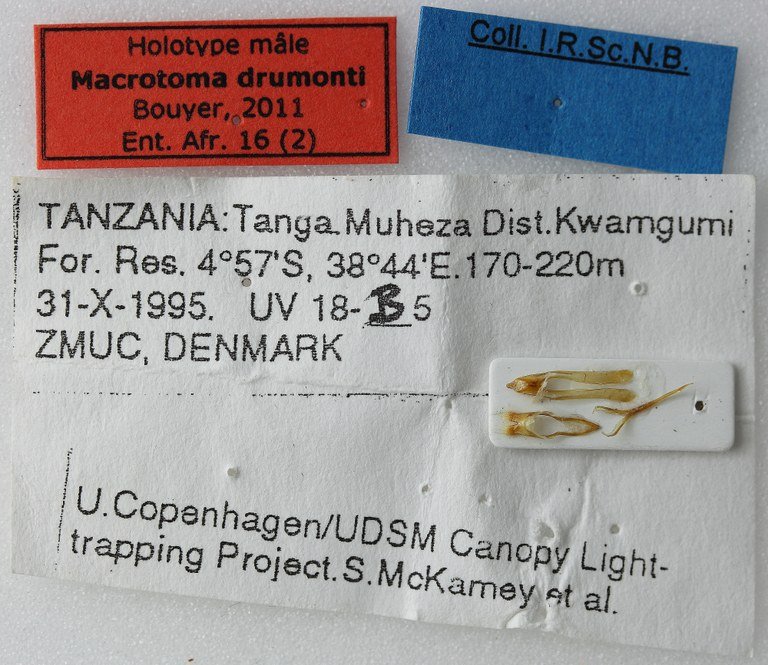 Holotype mâle
Macrotoma drumonti
Bouyer, 2011
Ent. Afr. 16 (2)
Coll. I.R.Sc.N.B.
TANZANIA: Tanga. Muheza Dist. Kwamgumi
For. Res. 4°57'S, 38°44'E. 170-220m
31-X-1995. UV 18-B5
ZMUC, DENMARK
U.Copenhagen/UDSM Canopy Light-
trapping Project. S.McKamey et al.